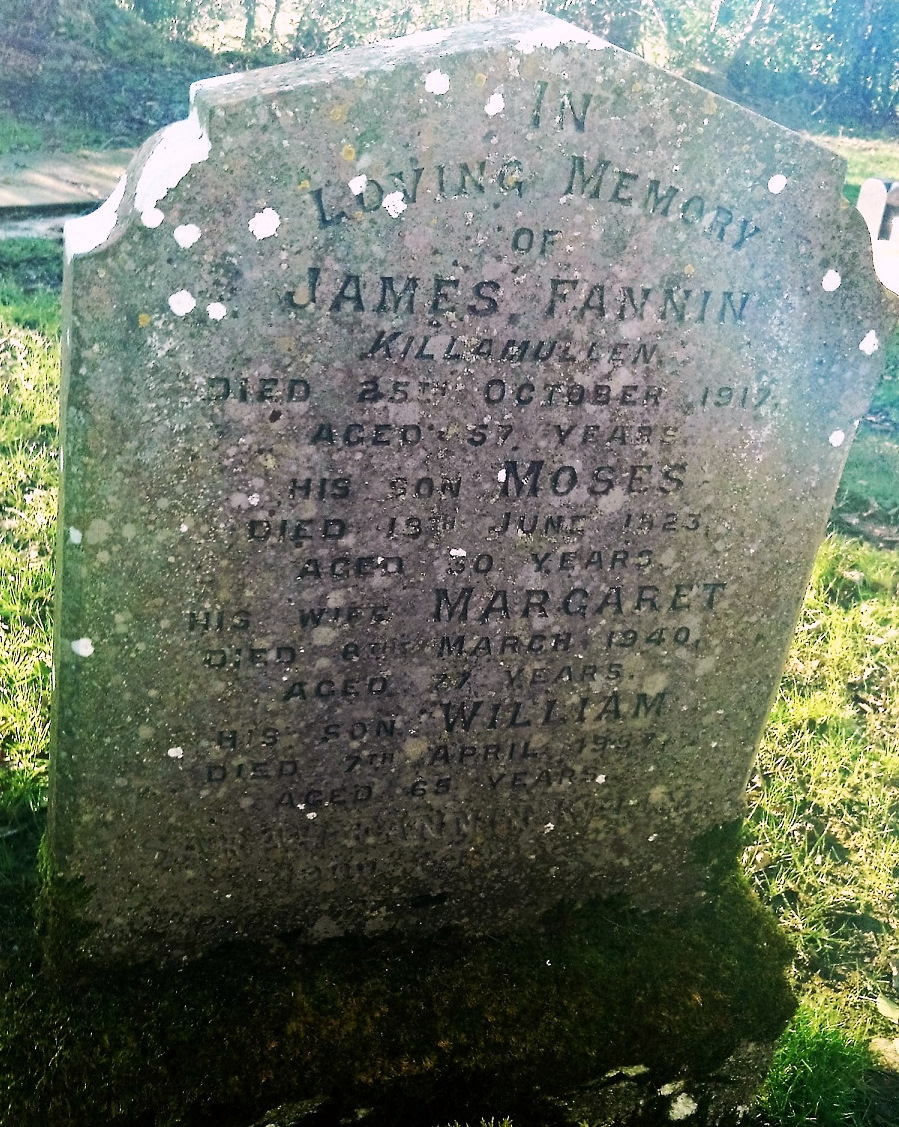 IN
LOVING MEMORY
OF
JAMES FANNIN
KILLAMULLEN
DIED 25TH OCTOBER 1917,
AGED 57 YEARS
HIS SON MOSES
DIED 19TH JUNE 1923,
AGED 30 YEARS
HIS WIFE MARGARET
DIED 8TH MARCH 1940,
AGED 77 YEARS.
HIS SON WILLIAM
DIED 7TH APRIL
AGED YEARS
FANNIN